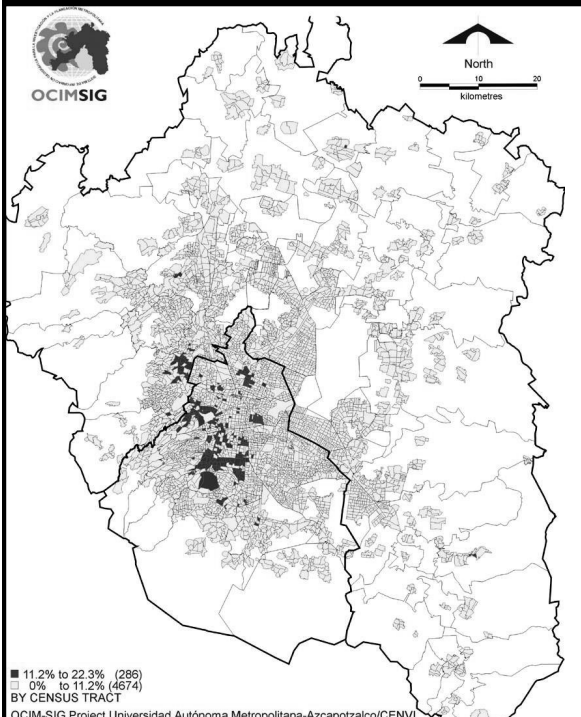 OCIMSIG
North
0 10 20
kilometres
11.2% to 22.3% (286)
0% to 11.2% (4674)
BY CENSUS TRACT
OCIM-SIG Project Universidad Autónoma Metropolitana-Azcapotzalco/CENVI